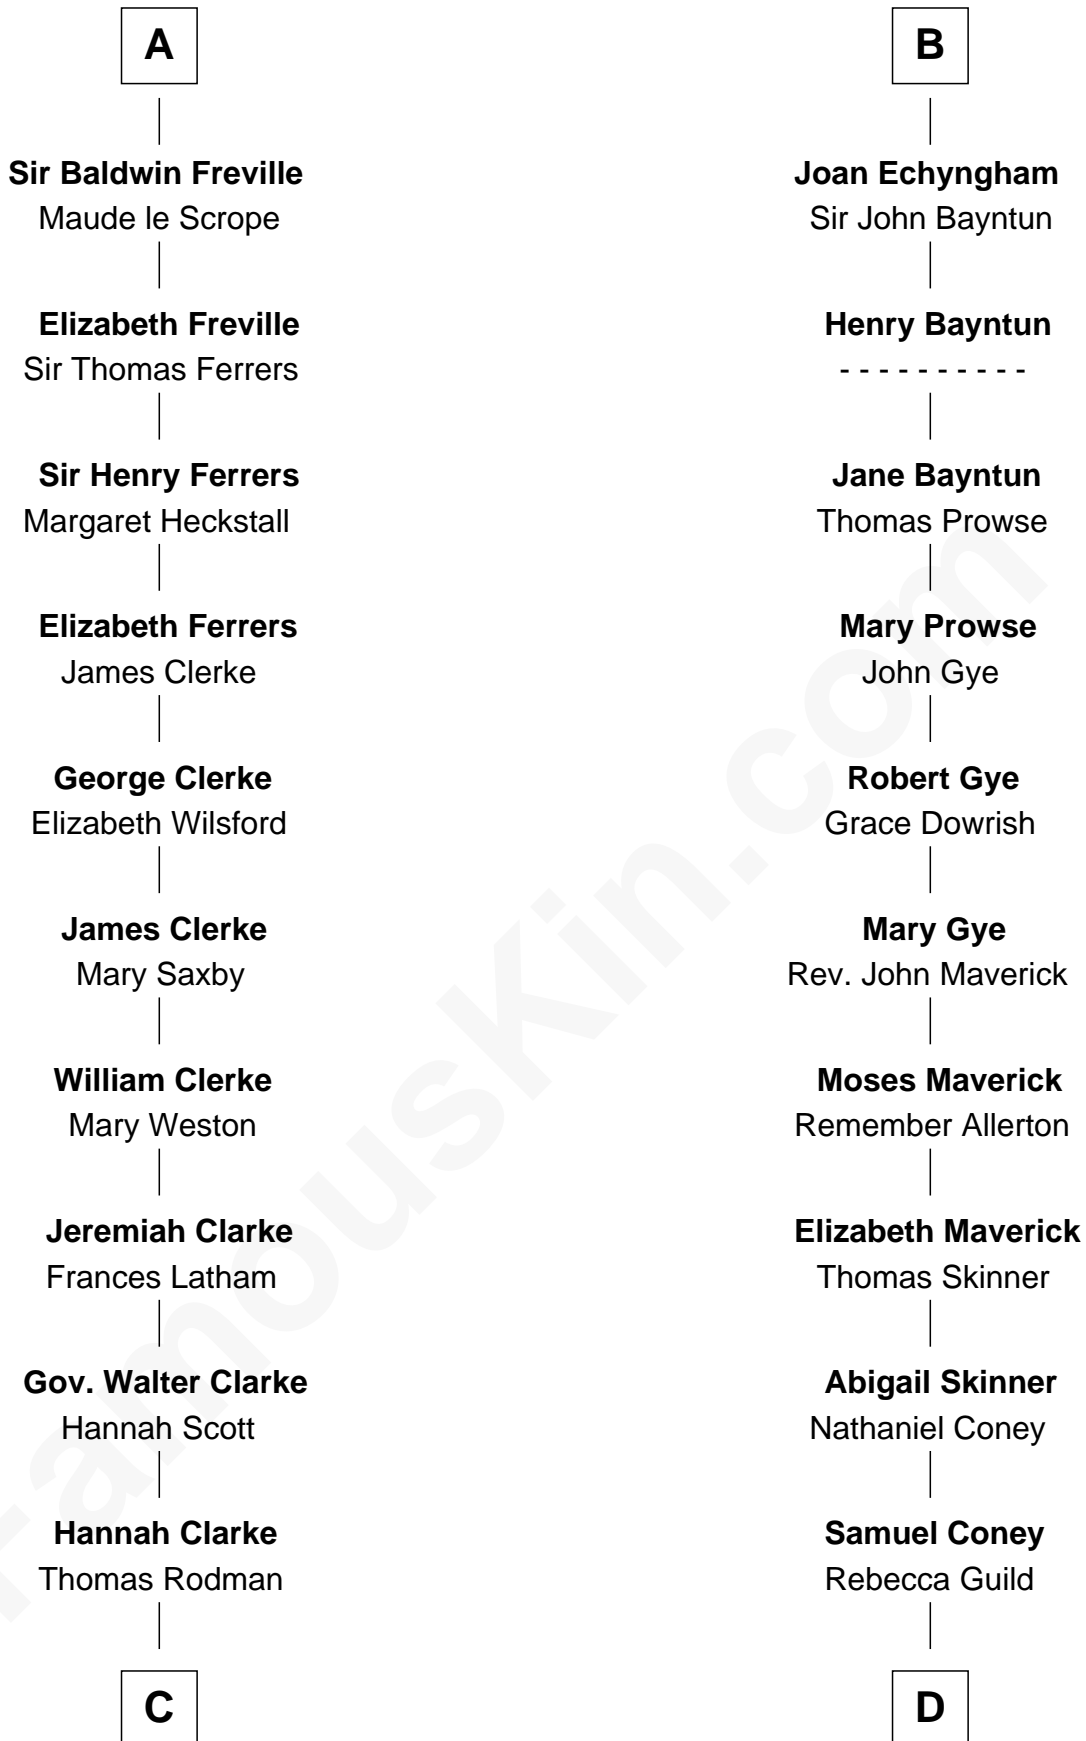 A
Sir Baldwin Freville
Maude le Scrope
Elizabeth Freville
Sir Thomas Ferrers
Sir Henry Ferrers
Margaret Heckstall
Elizabeth Ferrers
James Clerke
George Clerke
Elizabeth Wilsford
James Clerke
Mary Saxby
William Clerke
Mary Weston
Jeremiah Clarke
Frances Latham
Gov. Walter Clarke
Hannah Scott
Hannah Clarke
Thomas Rodman
C
B
Joan Echyngham
Sir John Bayntun
Henry Bayntun
- - - - - - - - - -
Jane Bayntun
Thomas Prowse
Mary Prowse
John Gye
Robert Gye
Grace Dowrish
Mary Gye
Rev. John Maverick
Moses Maverick
Remember Allerton
Elizabeth Maverick
Thomas Skinner
Abigail Skinner
Nathaniel Coney
Samuel Coney
Rebecca Guild
D
FamousKin.com